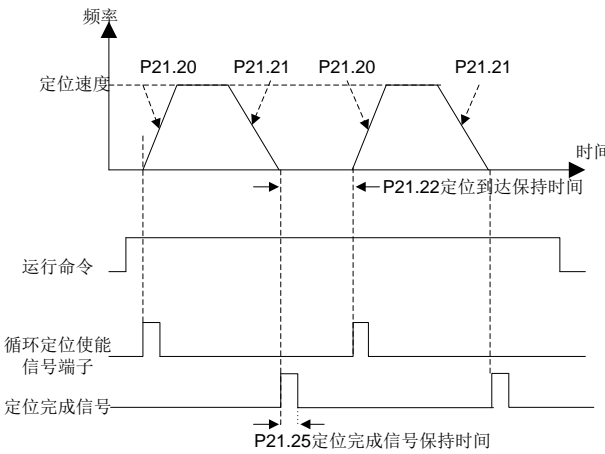 频率
P21.20 P21.21 P21.20 P21.21
定位速度
时间
P21.22定位到达保持时间
运行命令
循环定位使能
信号端子
定位完成信号
P21.25定位完成信号保持时间